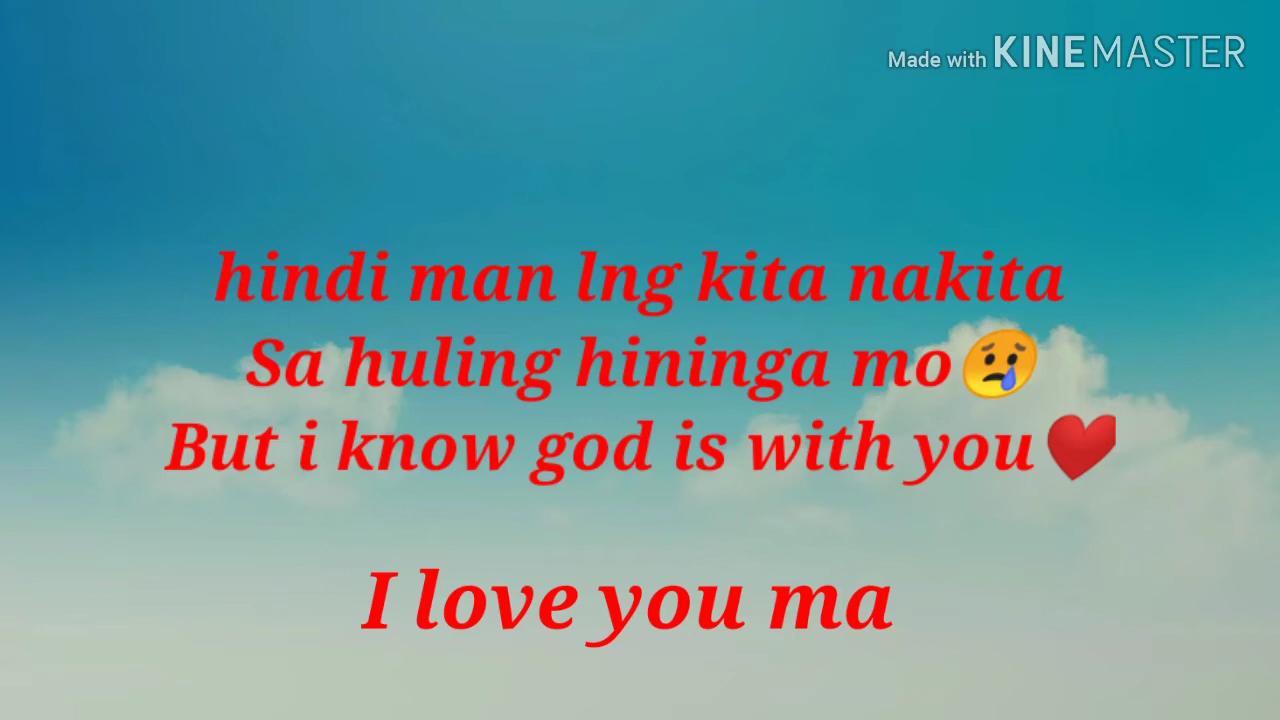 Made with KINEMASTER
hindi man lng kita nakita
Sa huling hininga mo😢
But i know god is with you❤️
I love you ma